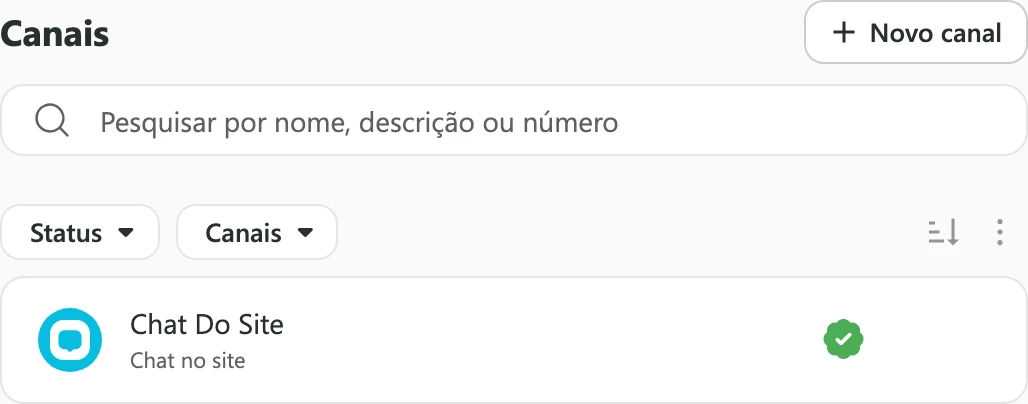 Canais
+ Novo canal
Pesquisar por nome, descrição ou número
Status
Canais
Chat Do Site
Chat no site